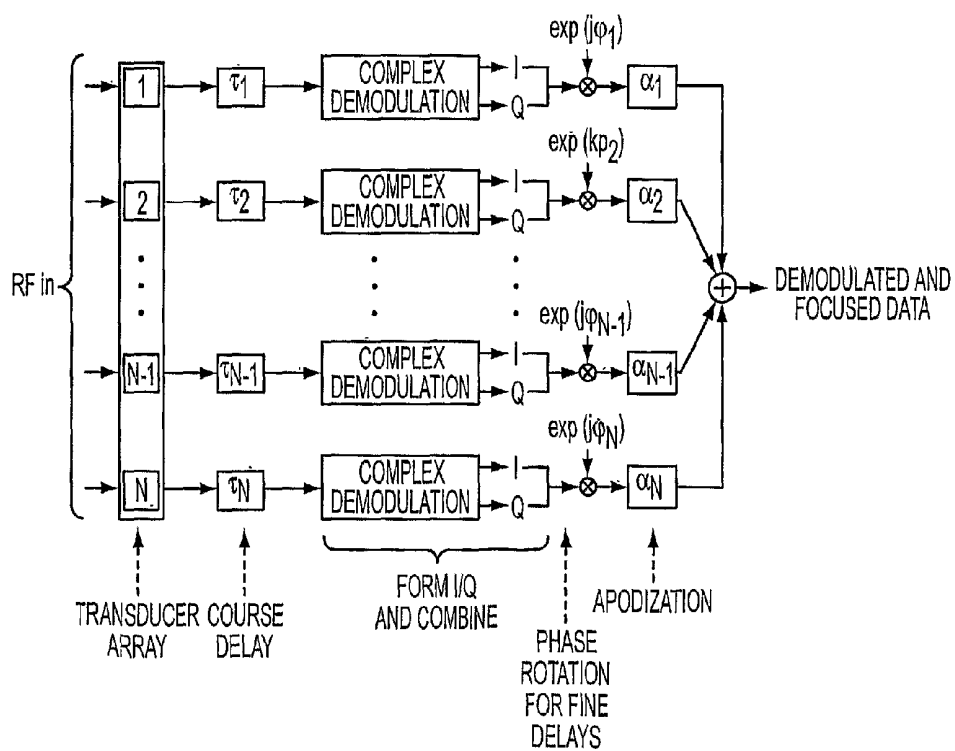 exp (jφ1)
1
τ1
COMPLEX
DEMODULATION
I
Q
⊗
α1
exp (kp2)
2
τ2
COMPLEX
DEMODULATION
I
Q
⊗
α2
RF in
+
DEMODULATED AND
FOCUSED DATA
exp (jφN-1)
N-1
τN-1
COMPLEX
DEMODULATION
I
Q
⊗
αN-1
exp (jφN)
N
τN
COMPLEX
DEMODULATION
I
Q
⊗
αN
TRANSDUCER
ARRAY
COURSE
DELAY
FORM I/Q
AND COMBINE
PHASE
ROTATION
FOR FINE
DELAYS
APODIZATION